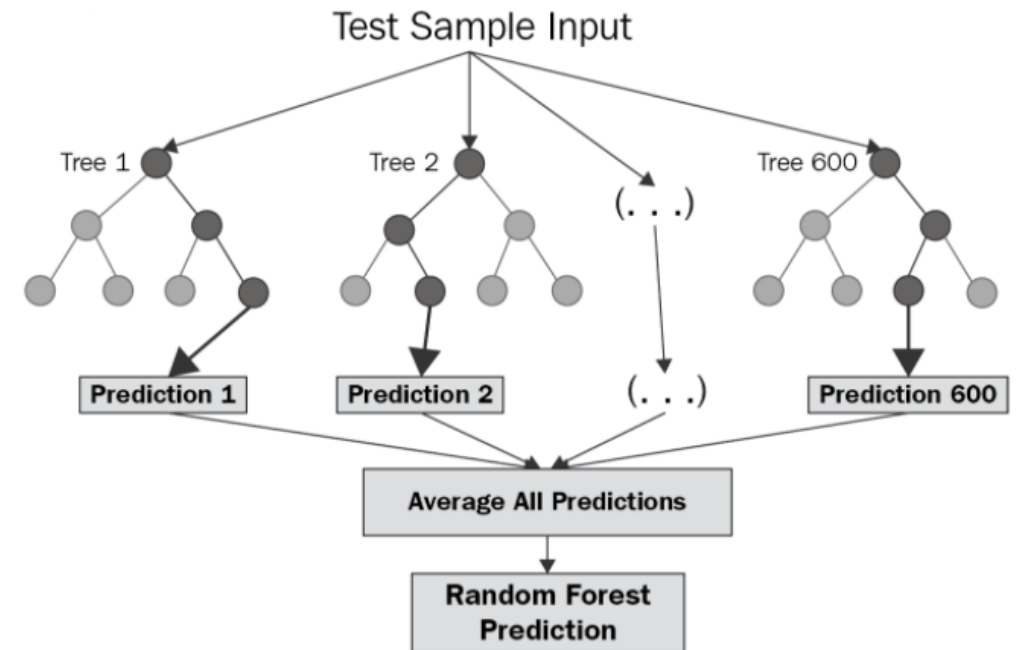 Test Sample Input
Tree 1
Tree 2
(. . .)
Tree 600
Prediction 1
Prediction 2
(. . .)
Prediction 600
Average All Predictions
Random Forest
Prediction